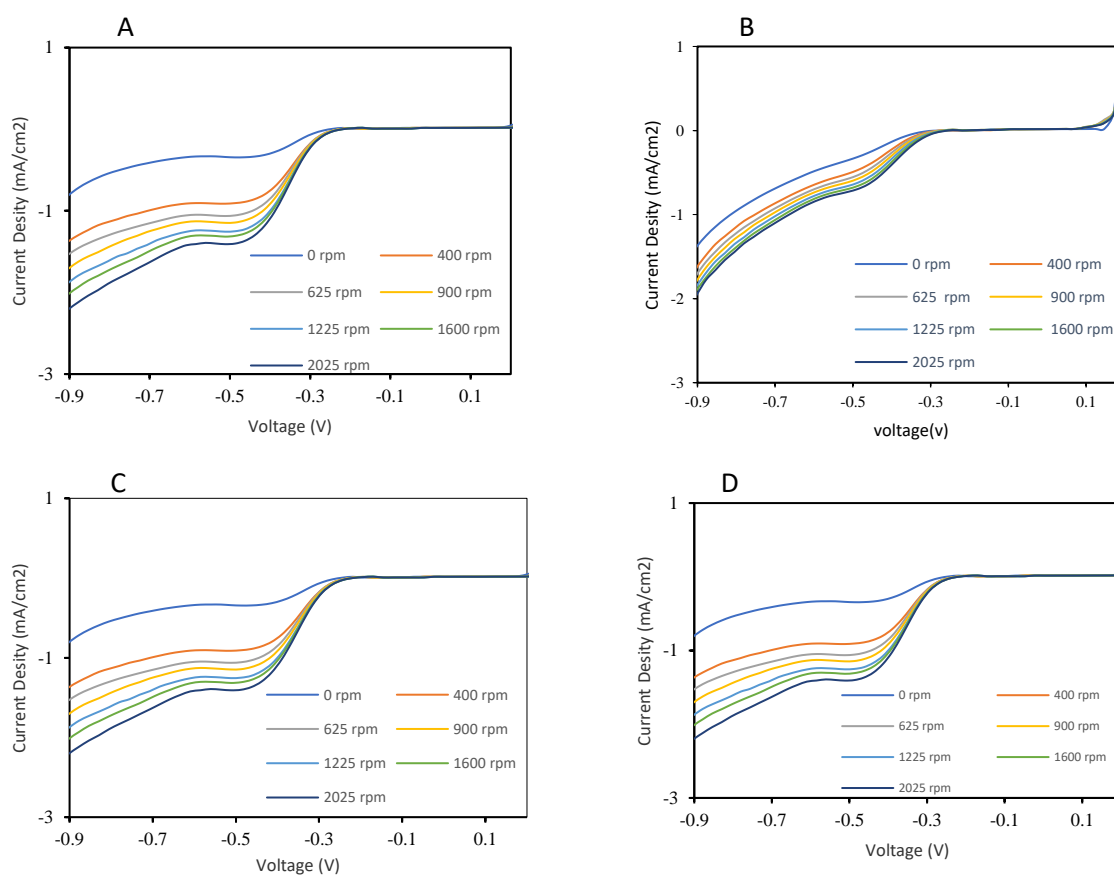 A
1
-1
-3
-0.9 -0.7 -0.5 -0.3 -0.1 0.1
Current Desity (mA/cm2)
Voltage (V)
0 rpm 400 rpm
625 rpm 900 rpm
1225 rpm 1600 rpm
2025 rpm
B
1
0
-1
-2
-3
-0.9 -0.7 -0.5 -0.3 -0.1 0.1
Current Desity (mA/cm2)
voltage(v)
0 rpm 400 rpm
625 rpm 900 rpm
1225 rpm 1600 rpm
2025 rpm
C
1
-1
-3
-0.9 -0.7 -0.5 -0.3 -0.1 0.1
Current Desity (mA/cm2)
Voltage (V)
0 rpm 400 rpm
625 rpm 900 rpm
1225 rpm 1600 rpm
2025 rpm
D
1
-1
-3
-0.9 -0.7 -0.5 -0.3 -0.1 0.1
Current Desity (mA/cm2)
Voltage (V)
0 rpm 400 rpm
625 rpm 900 rpm
1225 rpm 1600 rpm
2025 rpm